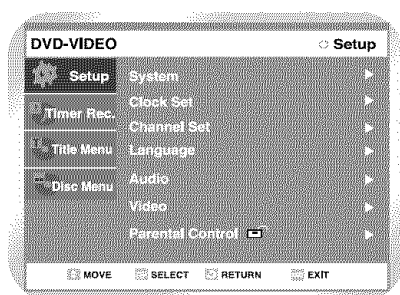 DVD-VIDEO
Setup
Setup
Timer Rec.
Title Menu
Disc Menu
System
Clock Set
Channel Set
Language
Audio
Video
Parental Control
MOVE SELECT RETURN EXIT